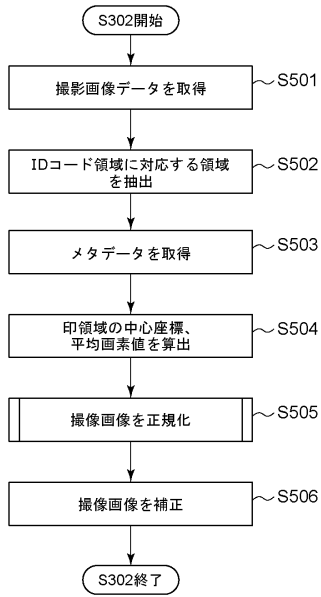 S302開始
撮影画像データを取得
S501
IDコード領域に対応する領域
を抽出
S502
メタデータを取得
S503
印領域の中心座標、
平均画素値を算出
S504
撮像画像を正規化
S505
撮像画像を補正
S506
S302終了